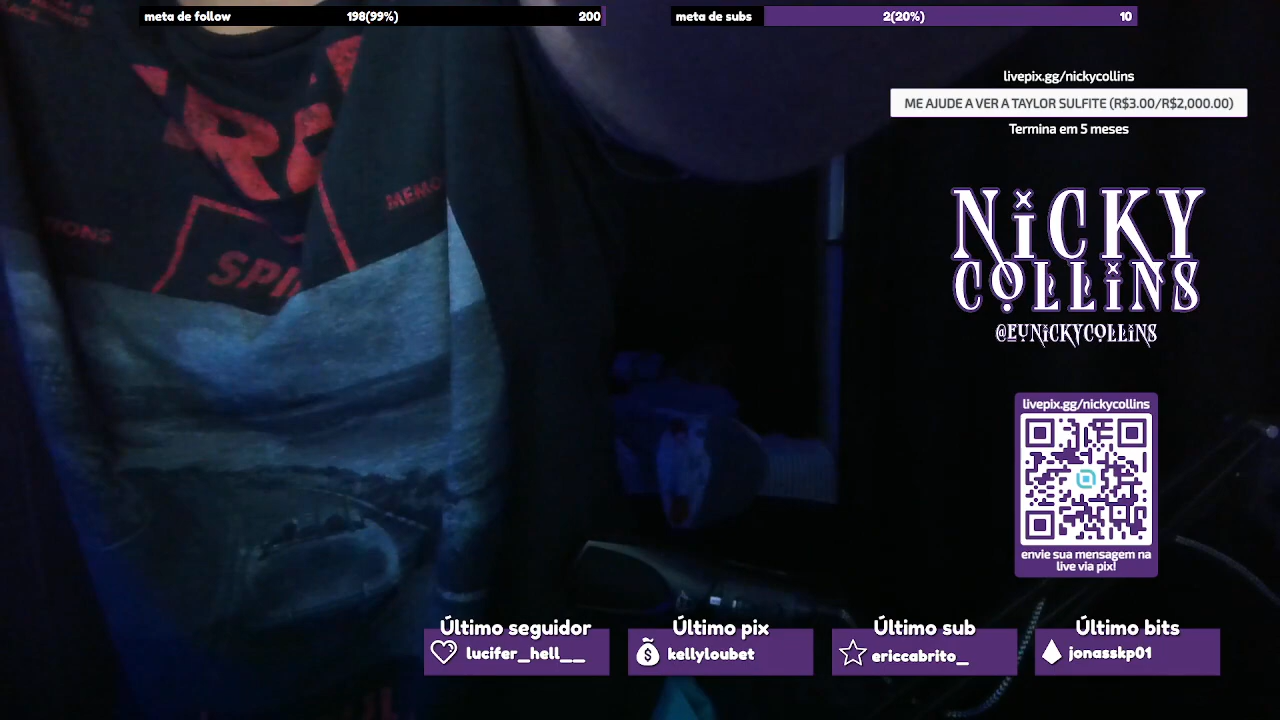 meta de follow 198(99%) 200
meta de subs 2(20%) 10
livepix.gg/nickycollins
ME AJUDE A VER A TAYLOR SULFITE (R$3.00/R$2,000.00)
Termina em 5 meses
NiCKY
COLLiNS
@EUNiCKYCOLLiNS
livepix.gg/nickycollins
envie sua mensagem na
live via pix!
Último seguidor
lucifer_hell__
Último pix
kellyloubet
Último sub
ericcabrito_
Último bits
jonasskp01